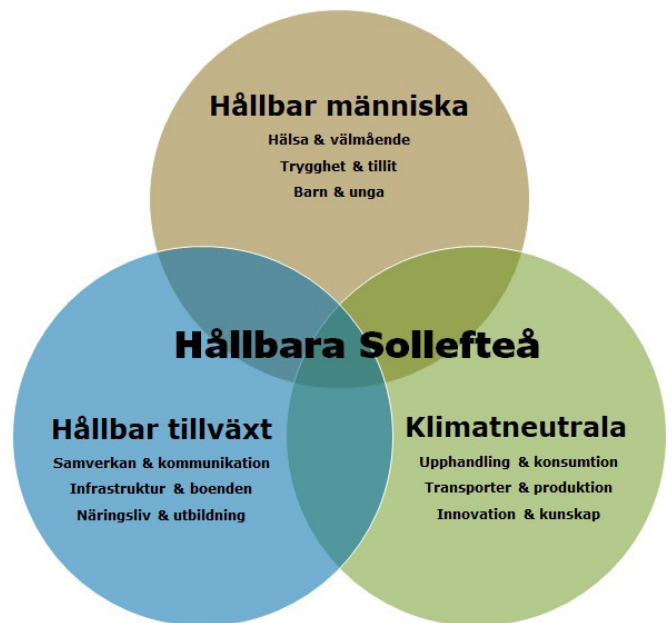 Hållbar människa
Hälsa & välmående
Trygghet & tillit
Barn & unga
Hållbara Sollefteå
Hållbar tillväxt
Samverkan & kommunikation
Infrastruktur & boenden
Näringsliv & utbildning
Klimatneutrala
Upphandling & konsumtion
Transporter & produktion
Innovation & kunskap